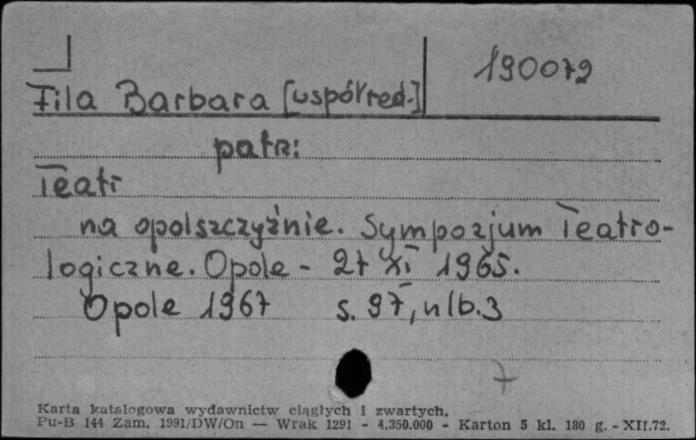 190072
Fila Barbara [współred.]
patrz:
Teatr
na opolszczyźnie. Sympozjum Teatro-
logiczne. Opole - 27 XI 1965.
Opole 1967 s. 97, nlb. 3
7
Karta katalogowa wydawnictw ciągłych i zwartych.
Pu-B 144 Zam. 1991/DW/On — Wrak 1291 - 4.350.000 - Karton 5 kl. 180 g. - XII.72.